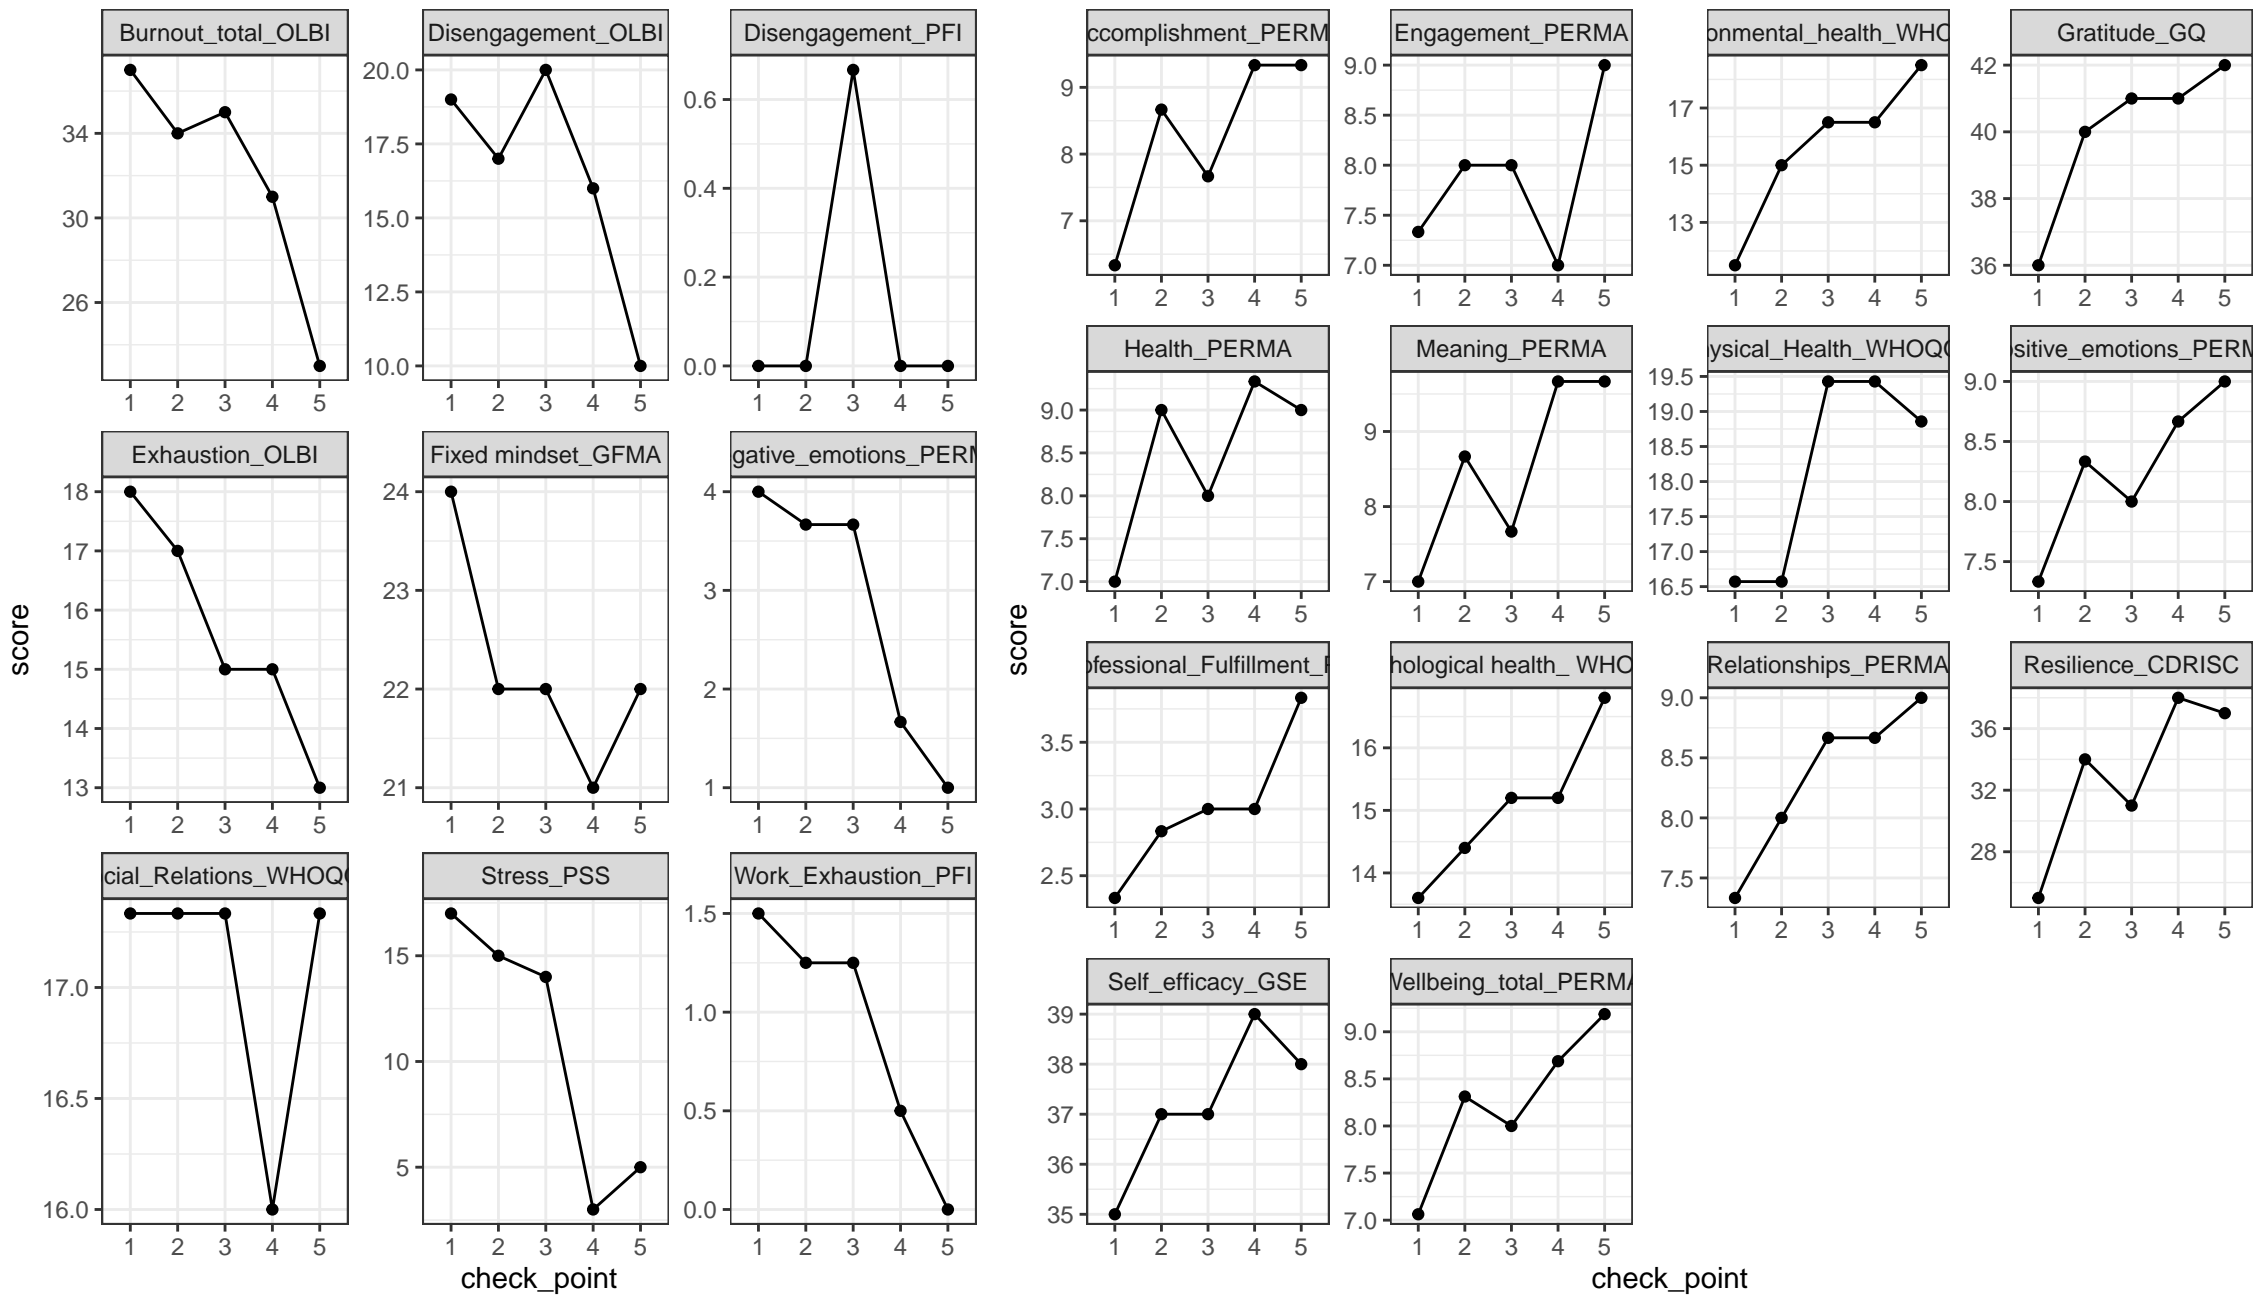 Burnout_total_OLBI
34
30
26
1 2 3 4 5
Disengagement_OLBI
20.0
17.5
15.0
12.5
10.0
1 2 3 4 5
Disengagement_PFI
0.6
0.4
0.2
0.0
1 2 3 4 5
Exhaustion_OLBI
18
17
16
15
14
13
1 2 3 4 5
Fixed mindset_GFMA
24
23
22
21
1 2 3 4 5
gative_emotions_PERM
4
3
2
1
1 2 3 4 5
cial_Relations_WHOQO
17.0
16.5
16.0
1 2 3 4 5
Stress_PSS
15
10
5
1 2 3 4 5
Work_Exhaustion_PFI
1.5
1.0
0.5
0.0
1 2 3 4 5
score
check_point
ccomplishment_PERM
9
8
7
1 2 3 4 5
Engagement_PERMA
9.0
8.5
8.0
7.5
7.0
1 2 3 4 5
onmental_health_WHO
17
15
13
1 2 3 4 5
Gratitude_GQ
42
40
38
36
1 2 3 4 5
Health_PERMA
9.0
8.5
8.0
7.5
7.0
1 2 3 4 5
Meaning_PERMA
9
8
7
1 2 3 4 5
ysical_Health_WHOQO
19.5
19.0
18.5
18.0
17.5
17.0
16.5
1 2 3 4 5
ositive_emotions_PERM
9.0
8.5
8.0
7.5
1 2 3 4 5
ofessional_Fulfillment_P
3.5
3.0
2.5
1 2 3 4 5
hological health_ WHO
16
15
14
1 2 3 4 5
Relationships_PERMA
9.0
8.5
8.0
7.5
1 2 3 4 5
Resilience_CDRISC
36
32
28
1 2 3 4 5
Self_efficacy_GSE
39
38
37
36
35
1 2 3 4 5
Wellbeing_total_PERMA
9.0
8.5
8.0
7.5
7.0
1 2 3 4 5
score
check_point